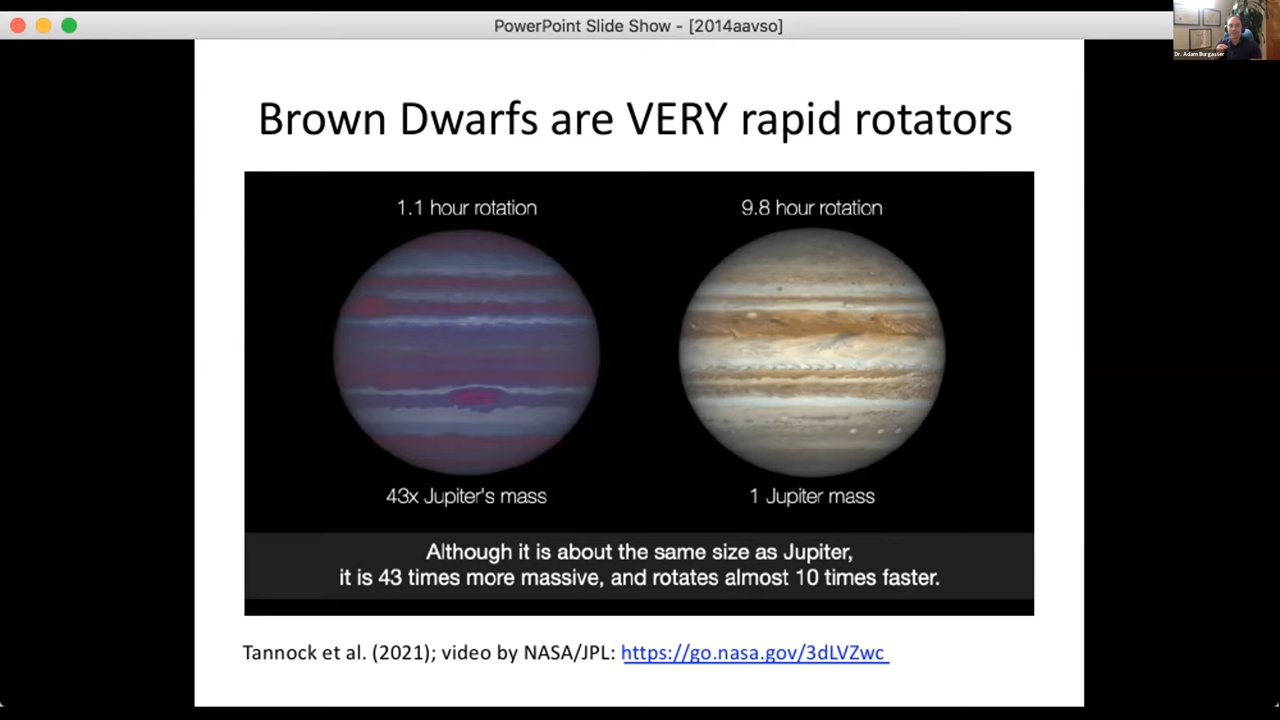 PowerPoint Slide Show - [2014aavso]
Dr. Adam Burgasser
Brown Dwarfs are VERY rapid rotators
1.1 hour rotation
9.8 hour rotation
43x Jupiter's mass
1 Jupiter mass
Although it is about the same size as Jupiter,
it is 43 times more massive, and rotates almost 10 times faster.
Tannock et al. (2021); video by NASA/JPL: https://go.nasa.gov/3dLVZwc